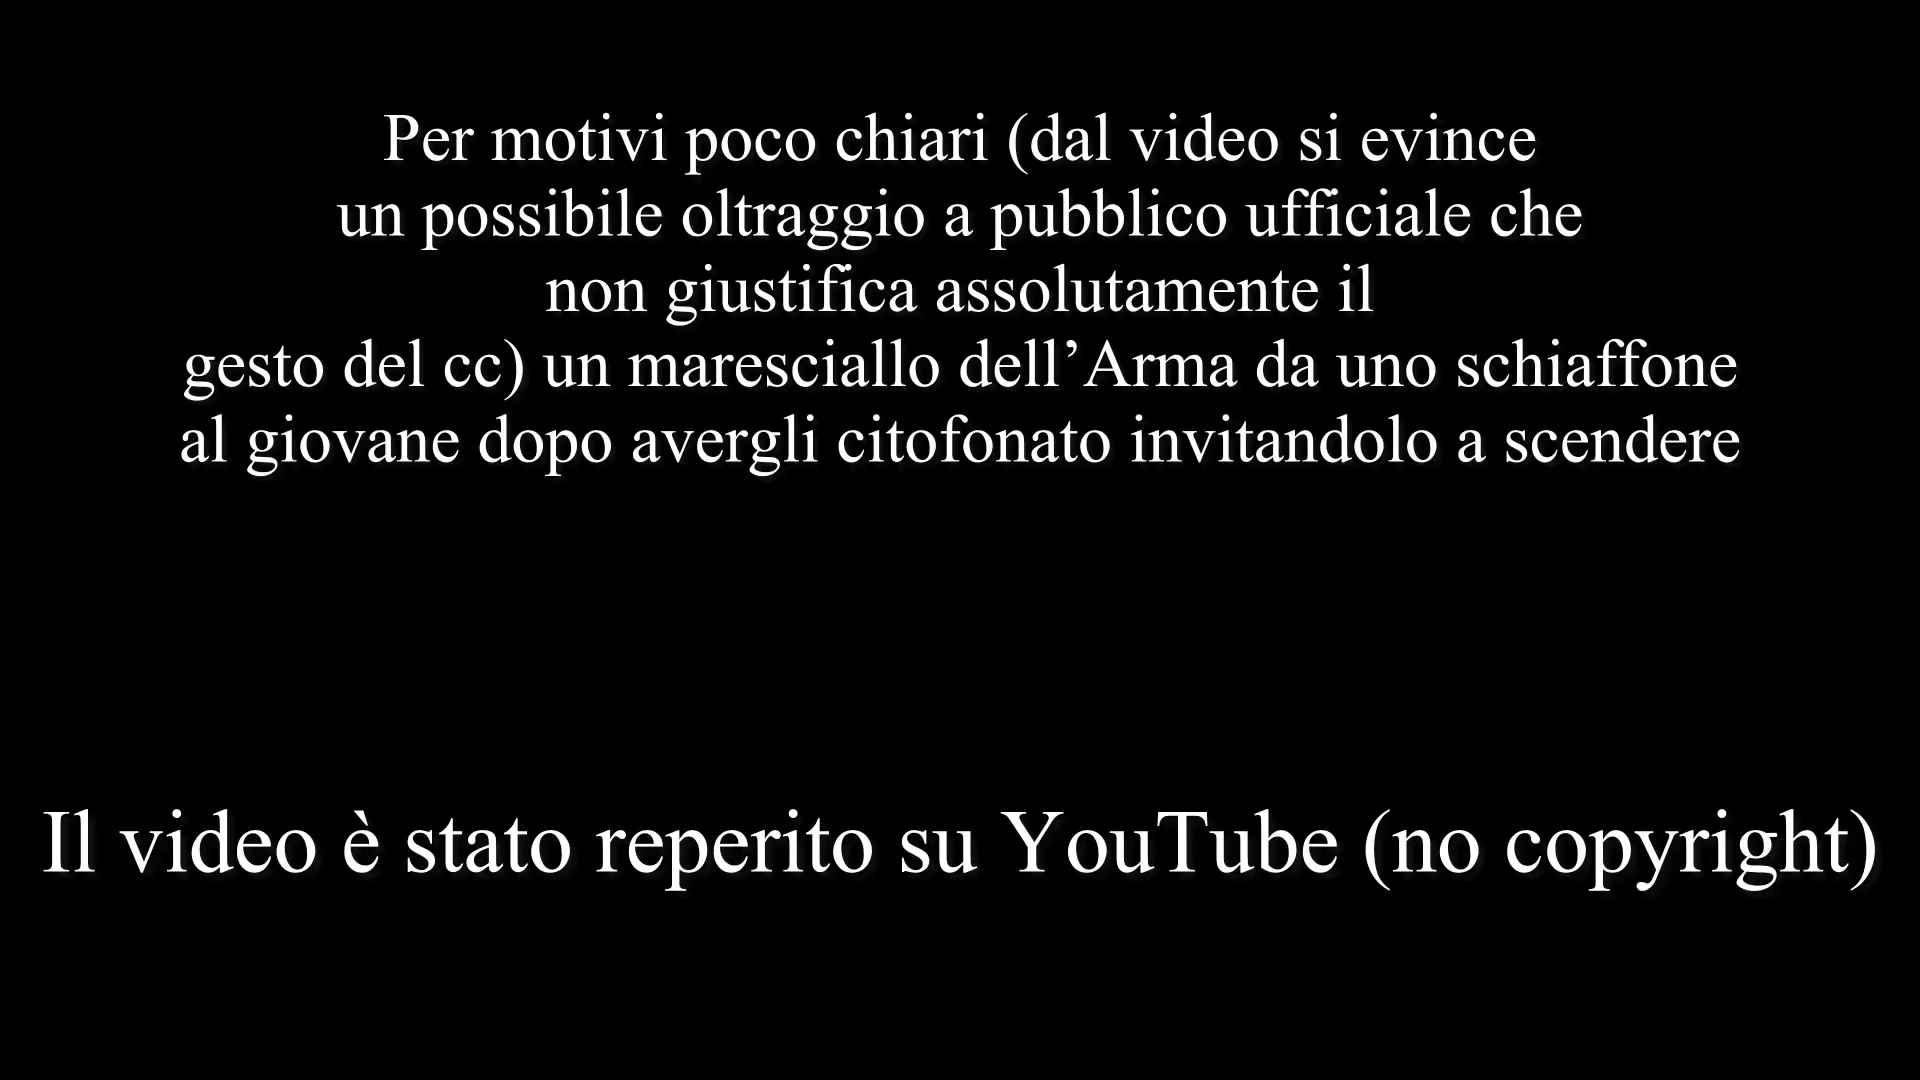 Per motivi poco chiari (dal video si evince
un possibile oltraggio a pubblico ufficiale che
non giustifica assolutamente il
gesto del cc) un maresciallo dell’Arma da uno schiaffone
al giovane dopo avergli citofonato invitandolo a scendere
Il video è stato reperito su YouTube (no copyright)